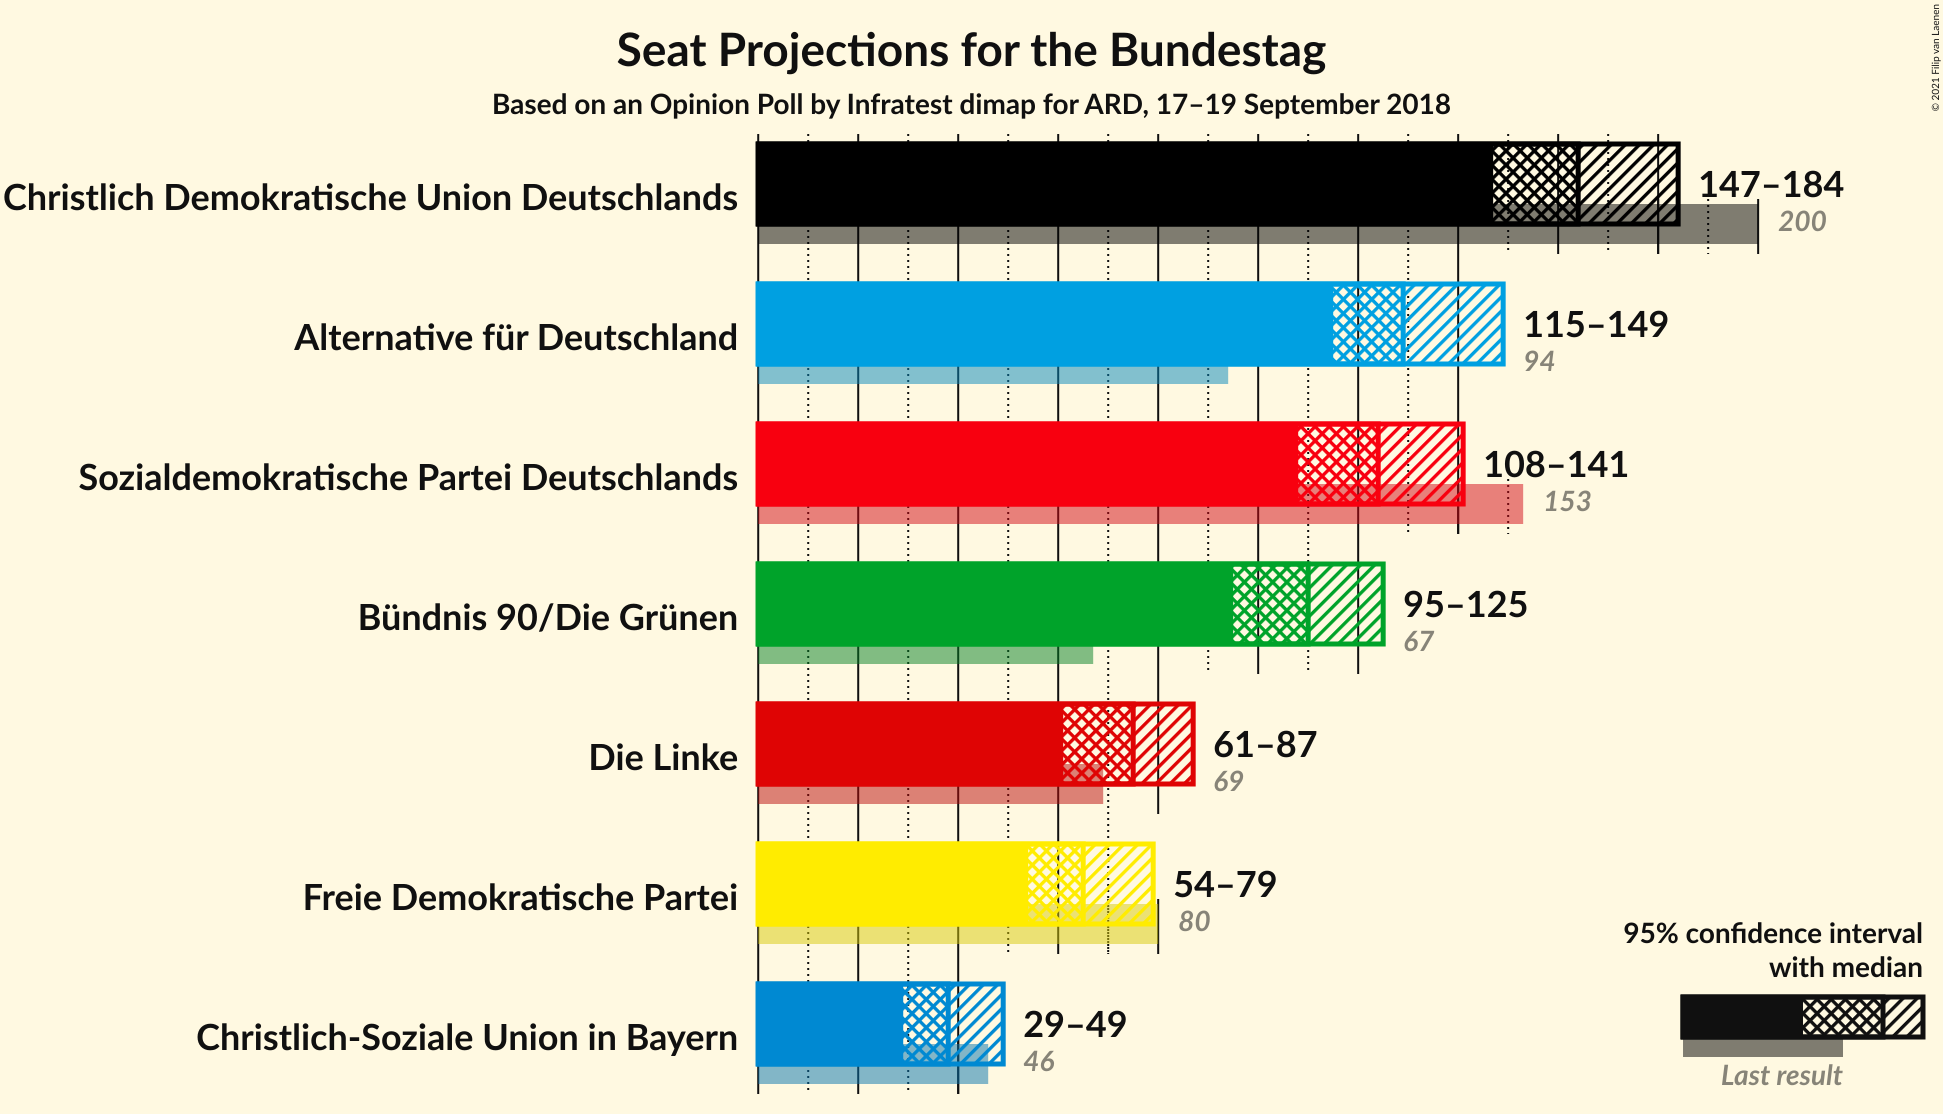 Seat Projections for the Bundestag
Based on an Opinion Poll by Infratest dimap for ARD, 17–19 September 2018
© 2021 Filip van Laenen
Christlich Demokratische Union Deutschlands
147–184
200
Alternative für Deutschland
115–149
94
Sozialdemokratische Partei Deutschlands
108–141
153
Bündnis 90/Die Grünen
95–125
67
Die Linke
61–87
69
Freie Demokratische Partei
54–79
80
Christlich-Soziale Union in Bayern
29–49
46
95% confidence interval
with median
Last result